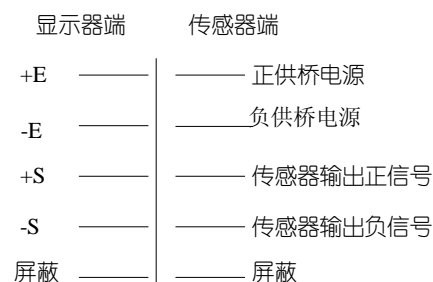 显示器端 传感器端
+E 正供桥电源
-E 负供桥电源
+S 传感器输出正信号
-S 传感器输出负信号
屏蔽 屏蔽